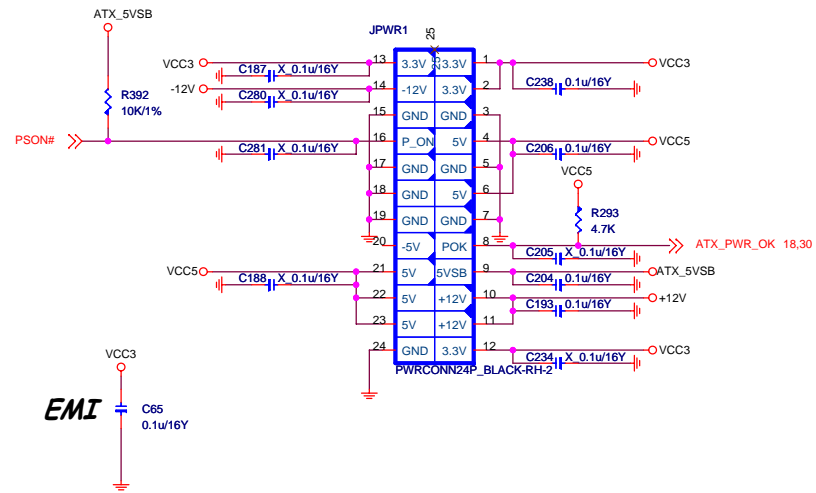 ATX_5VSB
JPWR1
25
25
VCC3
C187 X_0.1u/16Y
13
3.3V
3.3V
1
VCC3
C238 0.1u/16Y
-12V
C280 X_0.1u/16Y
14
-12V
3.3V
2
R392
10K/1%
15
GND
GND
3
PSON#
C281 X_0.1u/16Y
16
P_ON
5V
4
VCC5
C206 0.1u/16Y
17
GND
GND
5
VCC5
18
GND
5V
6
R293
4.7K
19
GND
GND
7
20
-5V
POK
8
ATX_PWR_OK 18,30
C205 X_0.1u/16Y
VCC5
C188 X_0.1u/16Y
21
5V
5VSB
9
ATX_5VSB
C204 0.1u/16Y
22
5V
+12V
10
+12V
C193 0.1u/16Y
23
5V
+12V
11
24
GND
3.3V
12
VCC3
C234 X_0.1u/16Y
PWRCONN24P_BLACK-RH-2
VCC3
EMI
C65
0.1u/16Y